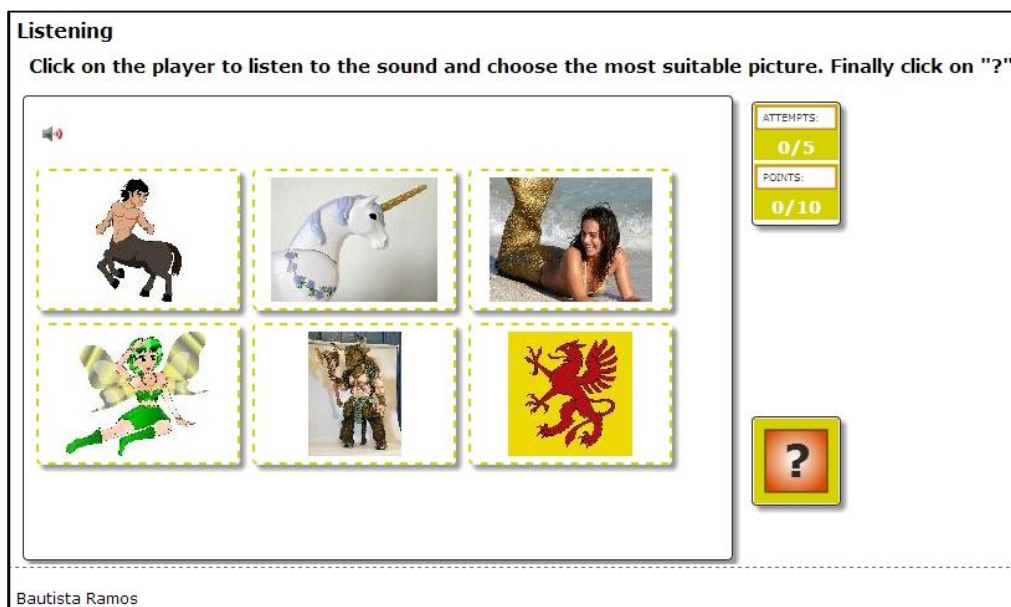 Listening
Click on the player to listen to the sound and choose the most suitable picture. Finally click on "?"
ATTEMPTS:
0/5
POINTS:
0/10
?
Bautista Ramos